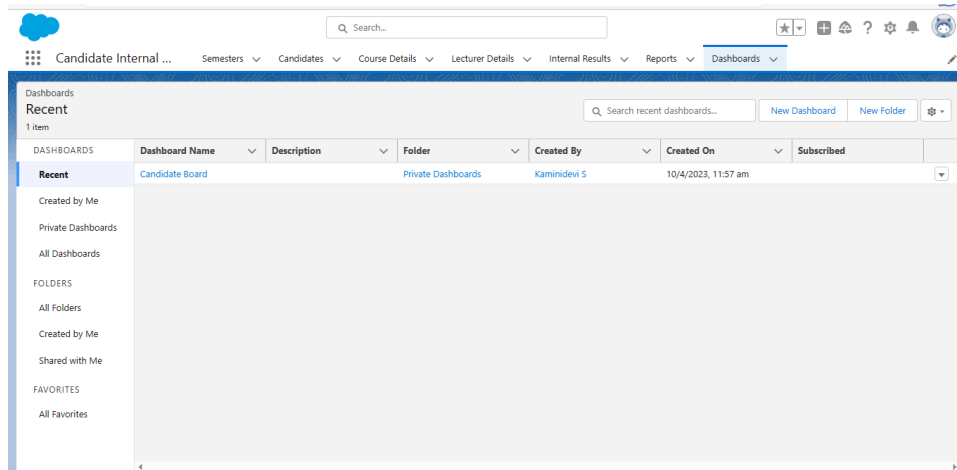 Search...
Candidate Internal ... Semesters Candidates Course Details Lecturer Details Internal Results Reports Dashboards
Dashboards
Recent
1 item
Search recent dashboards... New Dashboard New Folder
DASHBOARDS Dashboard Name Description Folder Created By Created On Subscribed
Recent Candidate Board Private Dashboards Kaminidevi S 10/4/2023, 11:57 am
Created by Me
Private Dashboards
All Dashboards
FOLDERS
All Folders
Created by Me
Shared with Me
FAVORITES
All Favorites